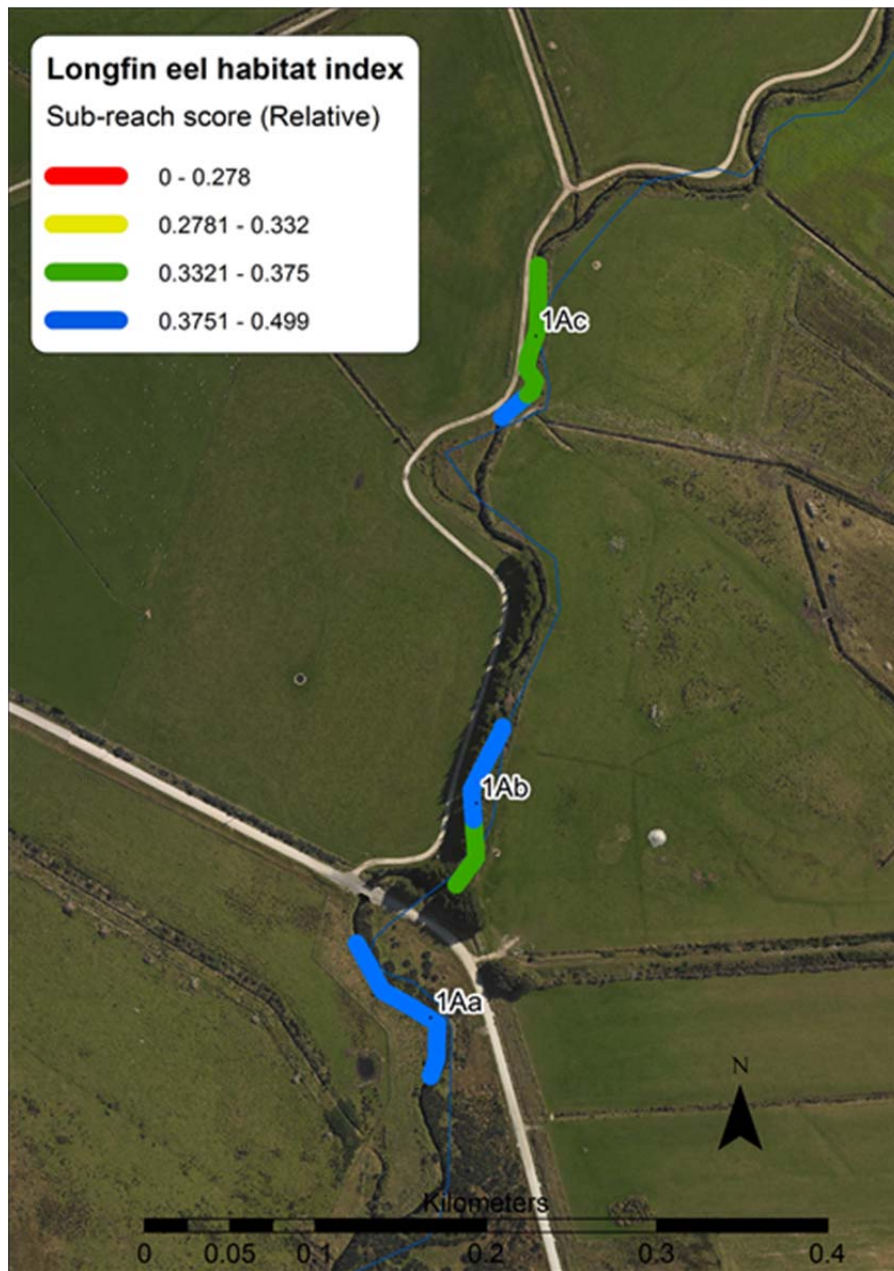 Longfin eel habitat index
Sub-reach score (Relative)
0 - 0.278
0.2781 - 0.332
0.3321 - 0.375
0.3751 - 0.499
1Ac
1Ab
1Aa
N
Kilometers
0 0.05 0.1 0.2 0.3 0.4